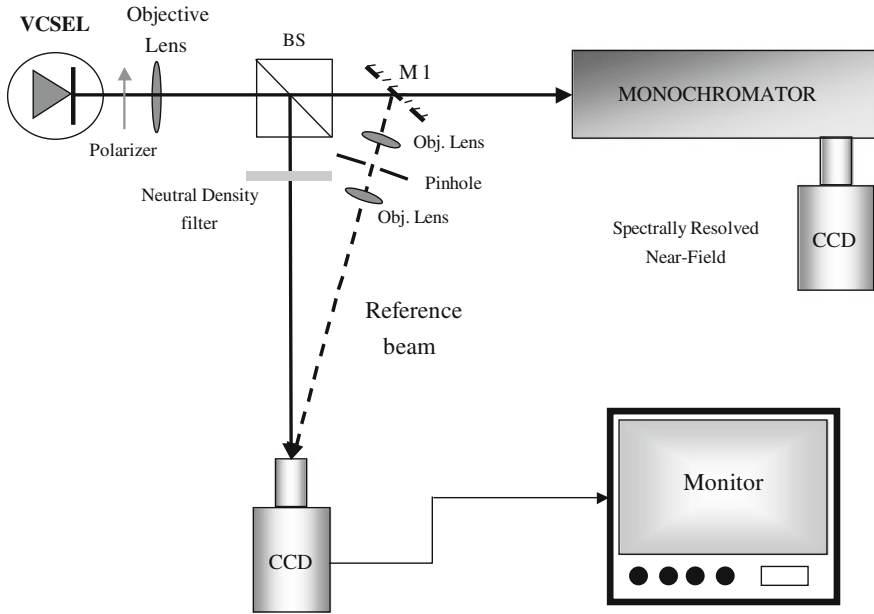 VCSEL
Objective
Lens
BS
M 1
MONOCHROMATOR
Polarizer
Obj. Lens
Pinhole
Neutral Density
filter
Obj. Lens
Spectrally Resolved
Near-Field
CCD
Reference
beam
Monitor
CCD